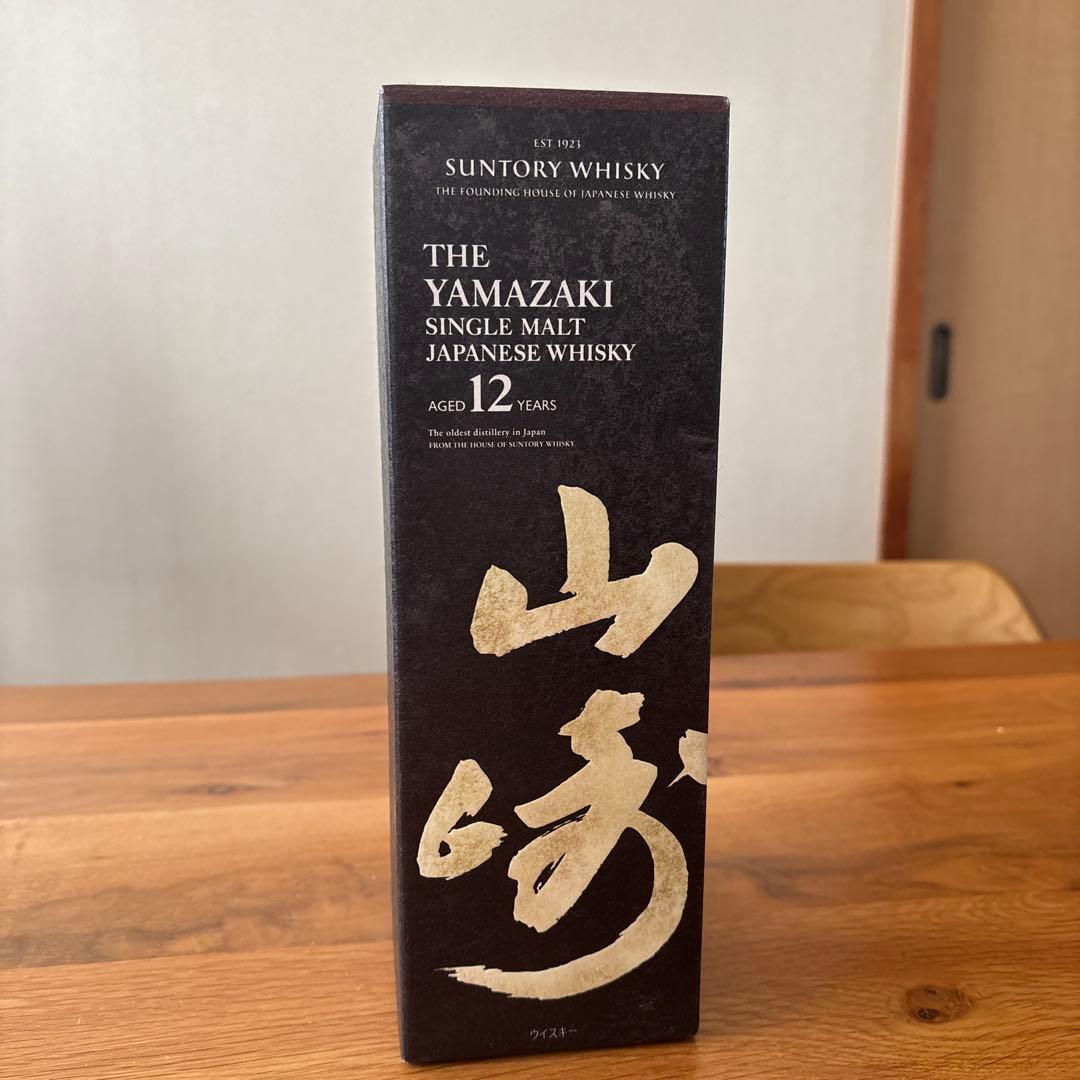 EST 1923
SUNTORY WHISKY
THE FOUNDING HOUSE OF JAPANESE WHISKY
THE
YAMAZAKI
SINGLE MALT
JAPANESE WHISKY
AGED 12 YEARS
The oldest distillery in Japan
FROM THE HOUSE OF SUNTORY WHISKY
山
崎
ウイスキー